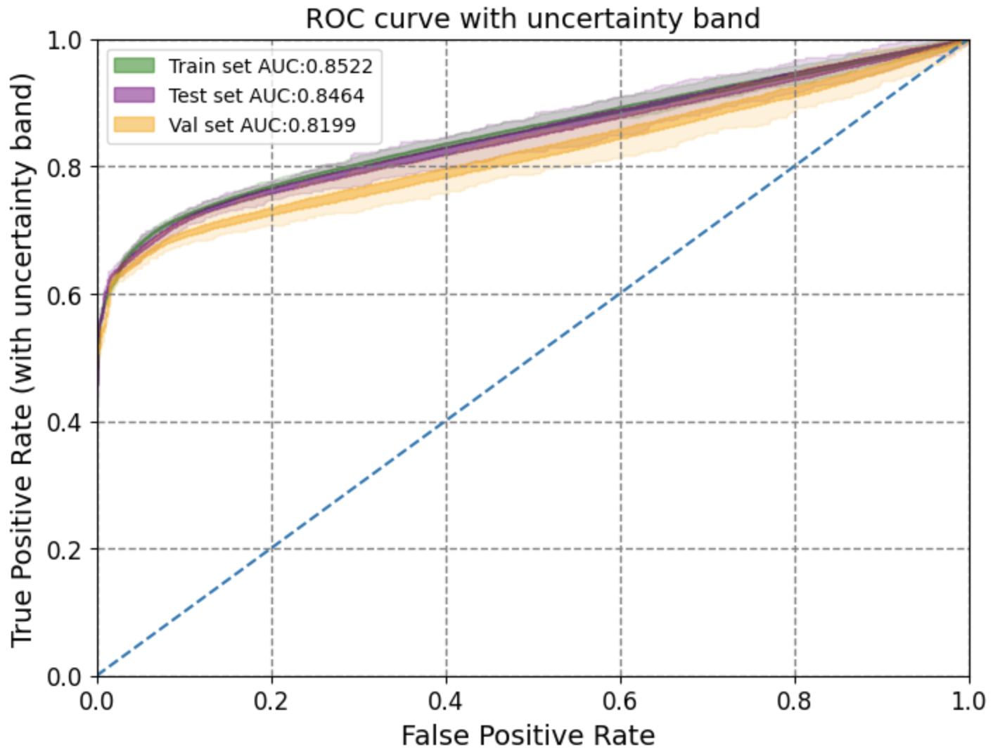 ROC curve with uncertainty band
Train set AUC:0.8522
Test set AUC:0.8464
Val set AUC:0.8199
True Positive Rate (with uncertainty band)
1.0
0.8
0.6
0.4
0.2
0.0
0.0 0.2 0.4 0.6 0.8 1.0
False Positive Rate